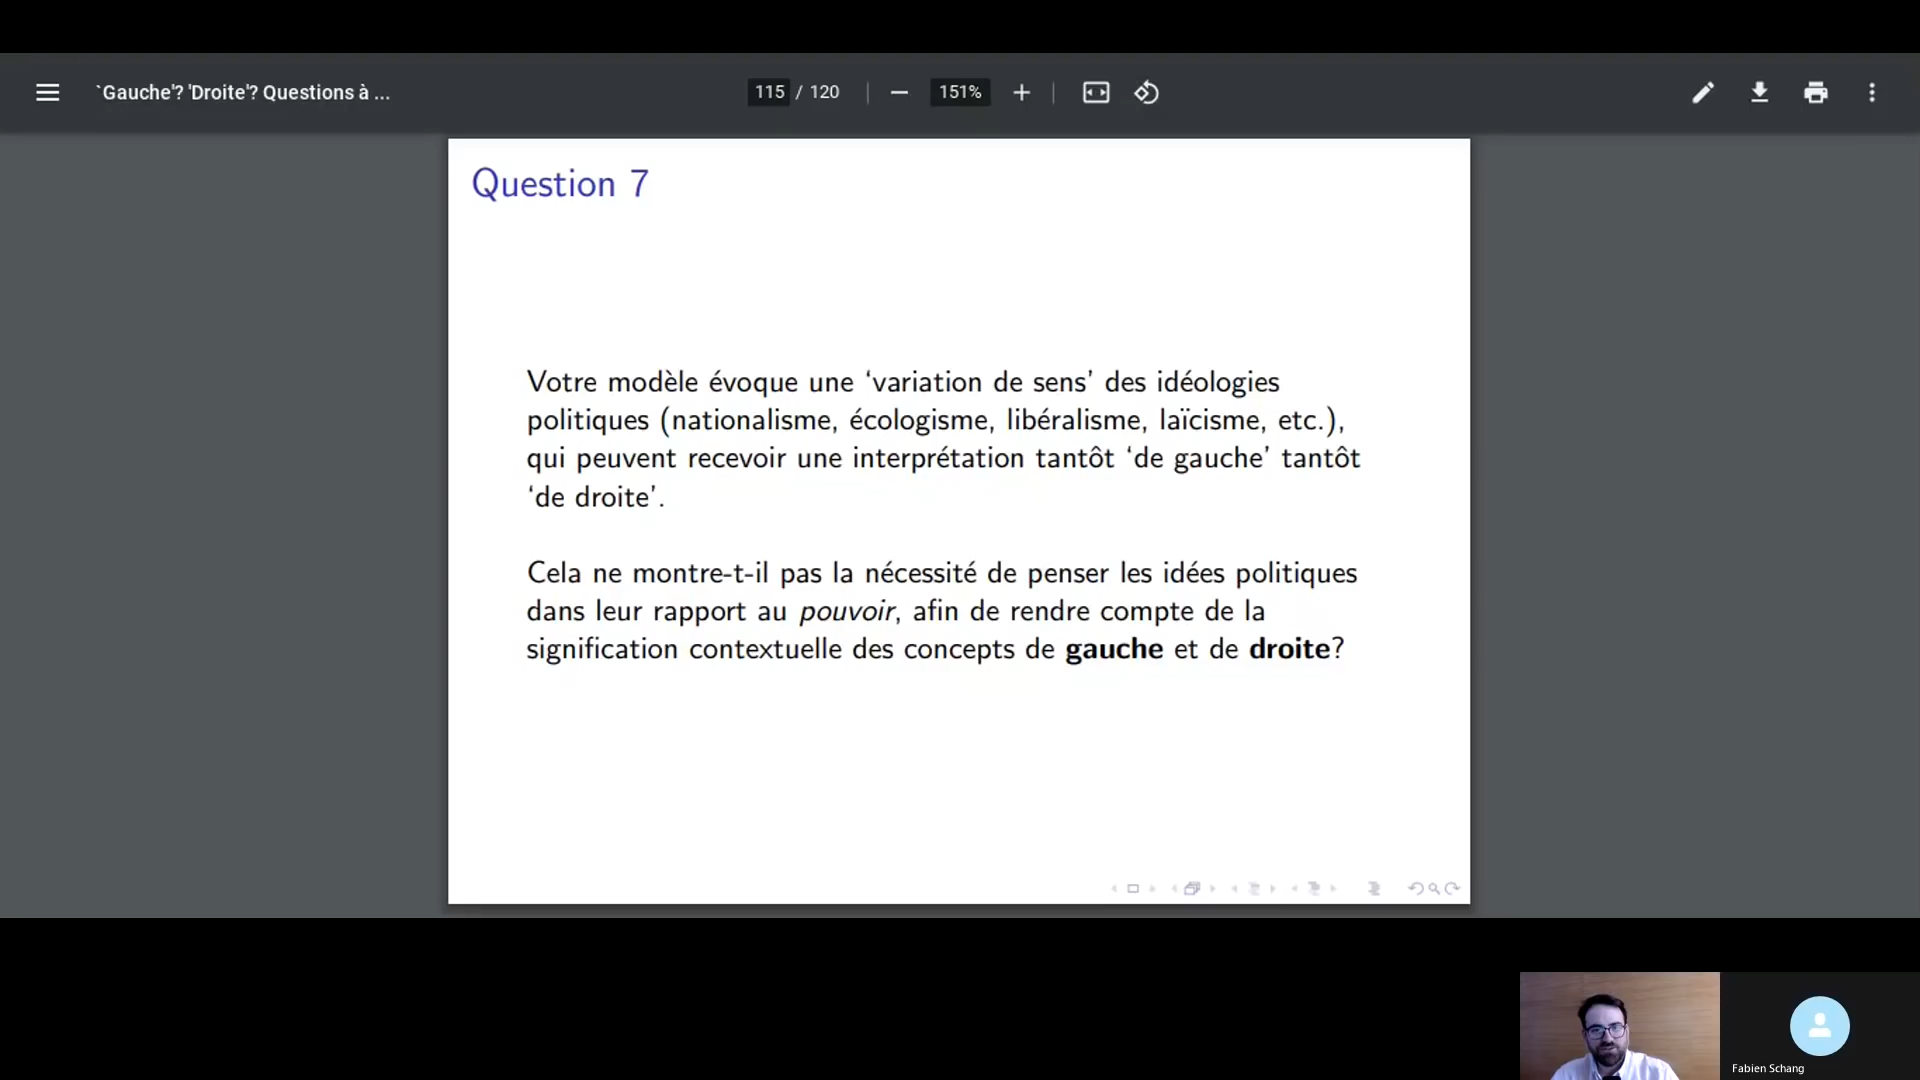 `Gauche'? 'Droite'? Questions à ...
115 / 120
151%
Question 7
Votre modèle évoque une ‘variation de sens’ des idéologies
politiques (nationalisme, écologisme, libéralisme, laïcisme, etc.),
qui peuvent recevoir une interprétation tantôt ‘de gauche’ tantôt
‘de droite’.
Cela ne montre-t-il pas la nécessité de penser les idées politiques
dans leur rapport au pouvoir, afin de rendre compte de la
signification contextuelle des concepts de gauche et de droite?
Fabien Schang